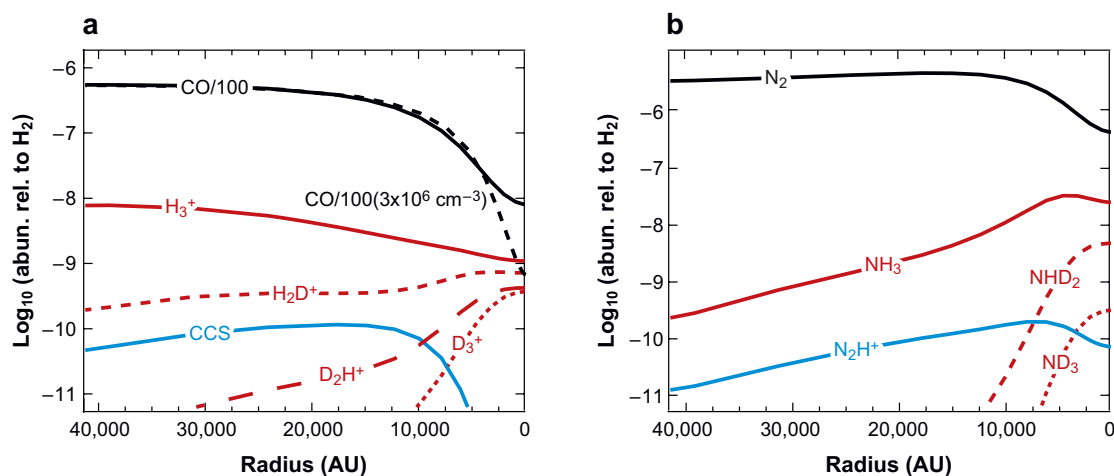 a
Log₁₀ (abun. rel. to H₂)
−6
−7
−8
−9
−10
−11
CO/100
CO/100(3x10⁶ cm⁻³)
H₃⁺
H₂D⁺
CCS
D₃⁺
D₂H⁺
40,000 30,000 20,000 10,000 0
Radius (AU)
b
Log₁₀ (abun. rel. to H₂)
−6
−7
−8
−9
−10
−11
N₂
NH₃
NHD₂
N₂H⁺
ND₃
40,000 30,000 20,000 10,000 0
Radius (AU)